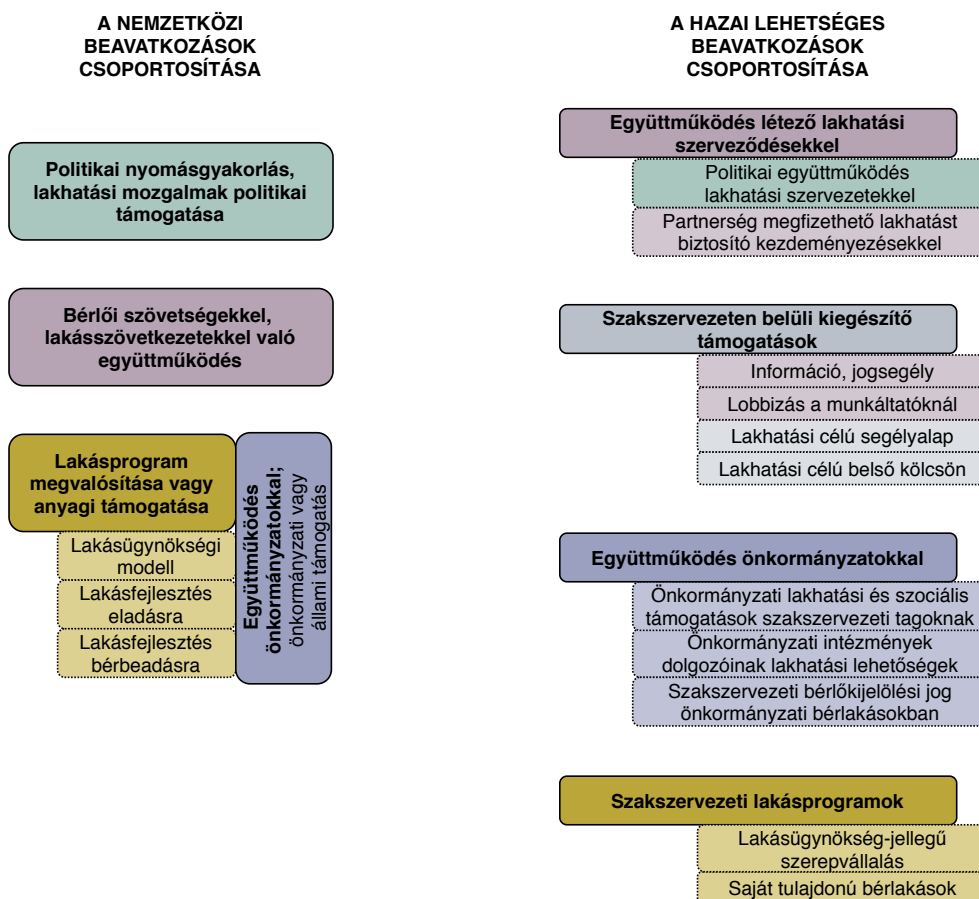 A NEMZETKÖZI
BEAVATKOZÁSOK
CSOPORTOSÍTÁSA
Politikai nyomásgyakorlás,
lakhatási mozgalmak politikai
támogatása
Bérlői szövetségekkel,
lakásszövetkezetekkel való
együttműködés
Lakásprogram
megvalósítása vagy
anyagi támogatása
Lakásügynökségi
modell
Lakásfejlesztés
eladásra
Lakásfejlesztés
bérbeadásra
Együttműködés
önkormányzatokkal;
önkormányzati vagy
állami támogatás
A HAZAI LEHETSÉGES
BEAVATKOZÁSOK
CSOPORTOSÍTÁSA
Együttműködés létező lakhatási
szerveződésekkel
Politikai együttműködés
lakhatási szervezetekkel
Partnerség megfizethető lakhatást
biztosító kezdeményezésekkel
Szakszervezeten belüli kiegészítő
támogatások
Információ, jogsegély
Lobbizás a munkáltatóknál
Lakhatási célú segélyalap
Lakhatási célú belső kölcsön
Együttműködés önkormányzatokkal
Önkormányzati lakhatási és szociális
támogatások szakszervezeti tagoknak
Önkormányzati intézmények
dolgozóinak lakhatási lehetőségek
Szakszervezeti bérlőkijelölési jog
önkormányzati bérlakásokban
Szakszervezeti lakásprogramok
Lakásügynökség-jellegű
szerepvállalás
Saját tulajdonú bérlakások